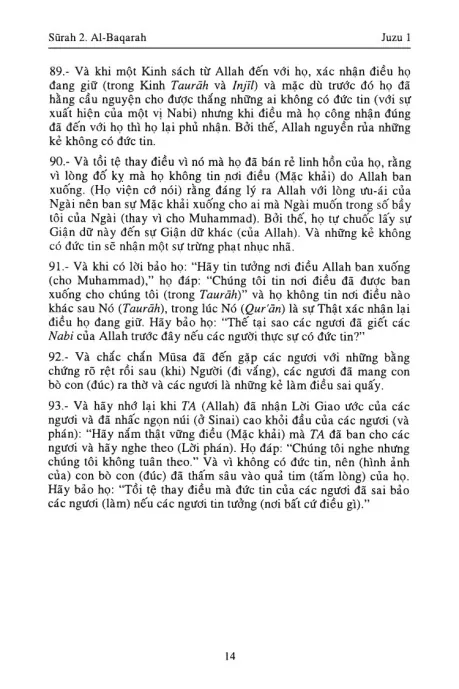 Sūrah 2. Al-Baqarah Juzu 1
89.- Và khi một Kinh sách từ Allah đến với họ, xác nhận điều họ
đang giữ (trong Kinh Taurāh và Injīl) và mặc dù trước đó họ đã
hằng cầu nguyện cho được thắng những ai không có đức tin (với sự
xuất hiện của một vị Nabi) nhưng khi điều mà họ công nhận đúng
đã đến với họ thì họ lại phủ nhận. Bởi thế, Allah nguyền rủa những
kẻ không có đức tin.
90.- Và tồi tệ thay điều vì nó mà họ đã bán rẻ linh hồn của họ, rằng
vì lòng đố kỵ mà họ không tin nơi điều (Mặc khải) do Allah ban
xuống. (Họ viện cớ nói) rằng đáng lý ra Allah với lòng ưu-ái của
Ngài nên ban sự Mặc khải xuống cho ai mà Ngài muốn trong số bầy
tôi của Ngài (thay vì cho Muhammad). Bởi thế, họ tự chuốc lấy sự
Giận dữ này đến sự Giận dữ khác (của Allah). Và những kẻ không
có đức tin sẽ nhận một sự trừng phạt nhục nhã.
91.- Và khi có lời bảo họ: “Hãy tin tưởng nơi điều Allah ban xuống
(cho Muhammad),” họ đáp: “Chúng tôi tin nơi điều đã được ban
xuống cho chúng tôi (trong Taurāh)” và họ không tin nơi điều nào
khác sau Nó (Taurāh), trong lúc Nó (Qur'ān) là sự Thật xác nhận lại
điều họ đang giữ. Hãy bảo họ: “Thế tại sao các ngươi đã giết các
Nabi của Allah trước đây nếu các người thực sự có đức tin?”
92.- Và chắc chắn Mūsa đã đến gặp các ngươi với những bằng
chứng rõ rệt rồi sau (khi) Người (đi vắng), các ngươi đã mang con
bò con (đúc) ra thờ và các ngươi là những kẻ làm điều sai quấy.
93.- Và hãy nhớ lại khi TA (Allah) đã nhận Lời Giao ước của các
ngươi và đã nhấc ngọn núi (ở Sinai) cao khỏi đầu của các ngươi (và
phán): “Hãy nắm thật vững điều (Mặc khải) mà TA đã ban cho các
ngươi và hãy nghe theo (Lời phán). Họ đáp: “Chúng tôi nghe nhưng
chúng tôi không tuân theo.” Và vì không có đức tin, nên (hình ảnh
của) con bò con (đúc) đã thấm sâu vào quả tim (tấm lòng) của họ.
Hãy bảo họ: “Tồi tệ thay điều mà đức tin của các ngươi đã sai bảo
các ngươi (làm) nếu các ngươi tin tưởng (nơi bất cứ điều gì).”
14